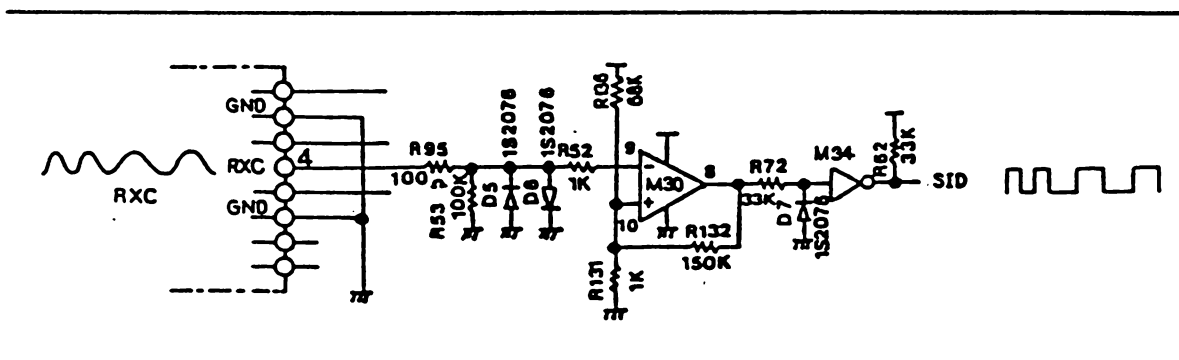 GND
RXC
4
GND
RXC
R95
100
R53
100K
D5
1S2076
D6
1S2076
R52
1K
R136
68K
9
M30
8
10
R132
150K
R131
1K
R72
33K
D7
1S2076
M34
R62
33K
SID